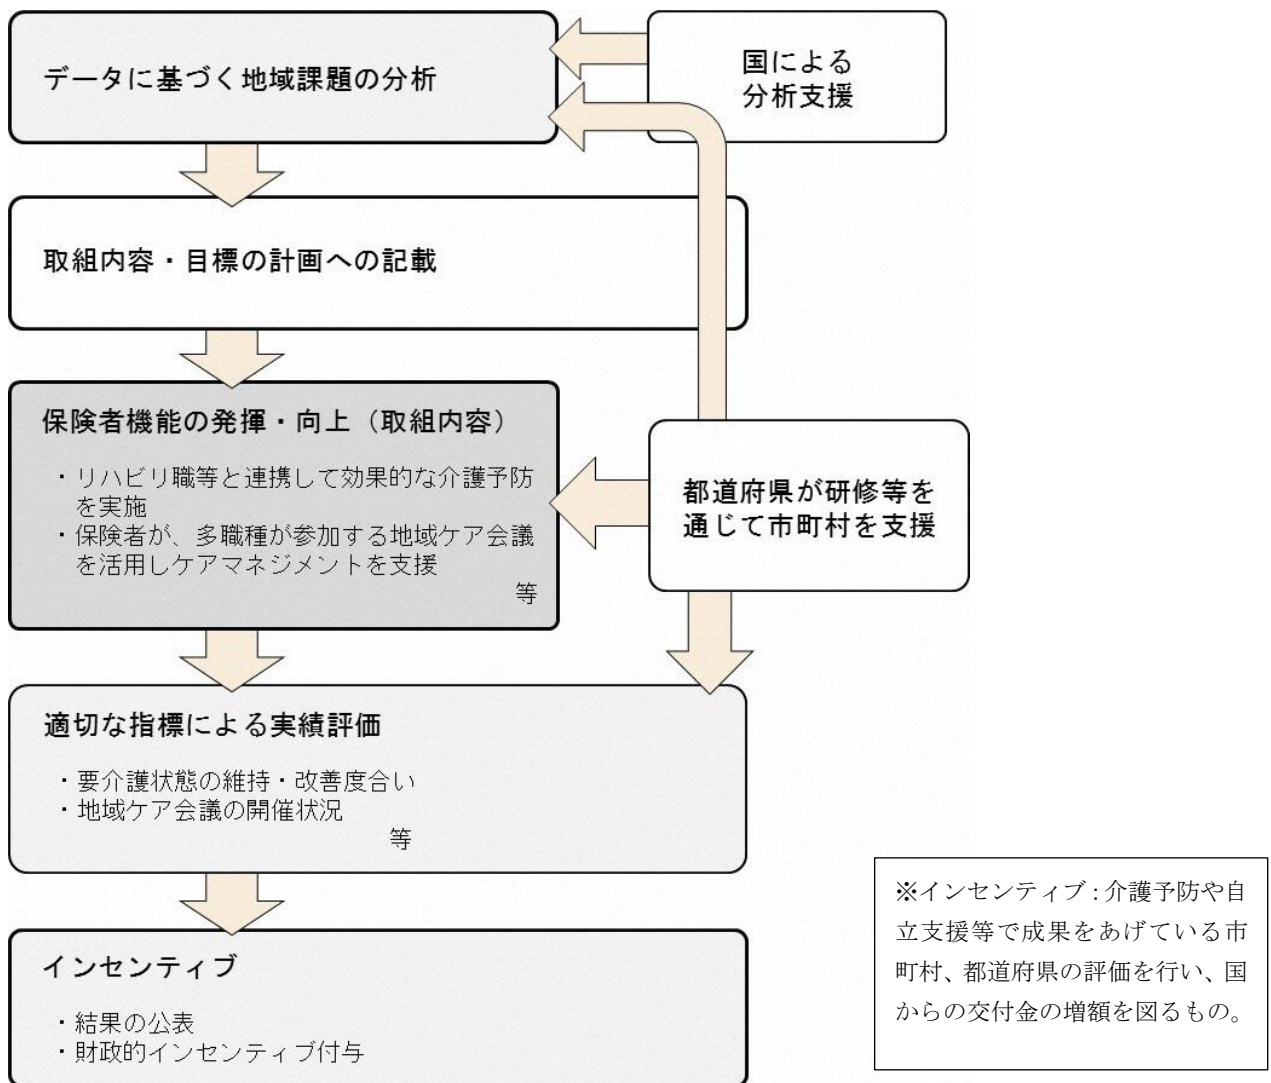 データに基づく地域課題の分析
国による
分析支援
取組内容・目標の計画への記載
保険者機能の発揮・向上（取組内容）
・リハビリ職等と連携して効果的な介護予防
を実施
・保険者が、多職種が参加する地域ケア会議
を活用しケアマネジメントを支援
等
都道府県が研修等を
通じて市町村を支援
適切な指標による実績評価
・要介護状態の維持・改善度合い
・地域ケア会議の開催状況
等
インセンティブ
・結果の公表
・財政的インセンティブ付与
※インセンティブ：介護予防や自
立支援等で成果をあげている市
町村、都道府県の評価を行い、国
からの交付金の増額を図るもの。